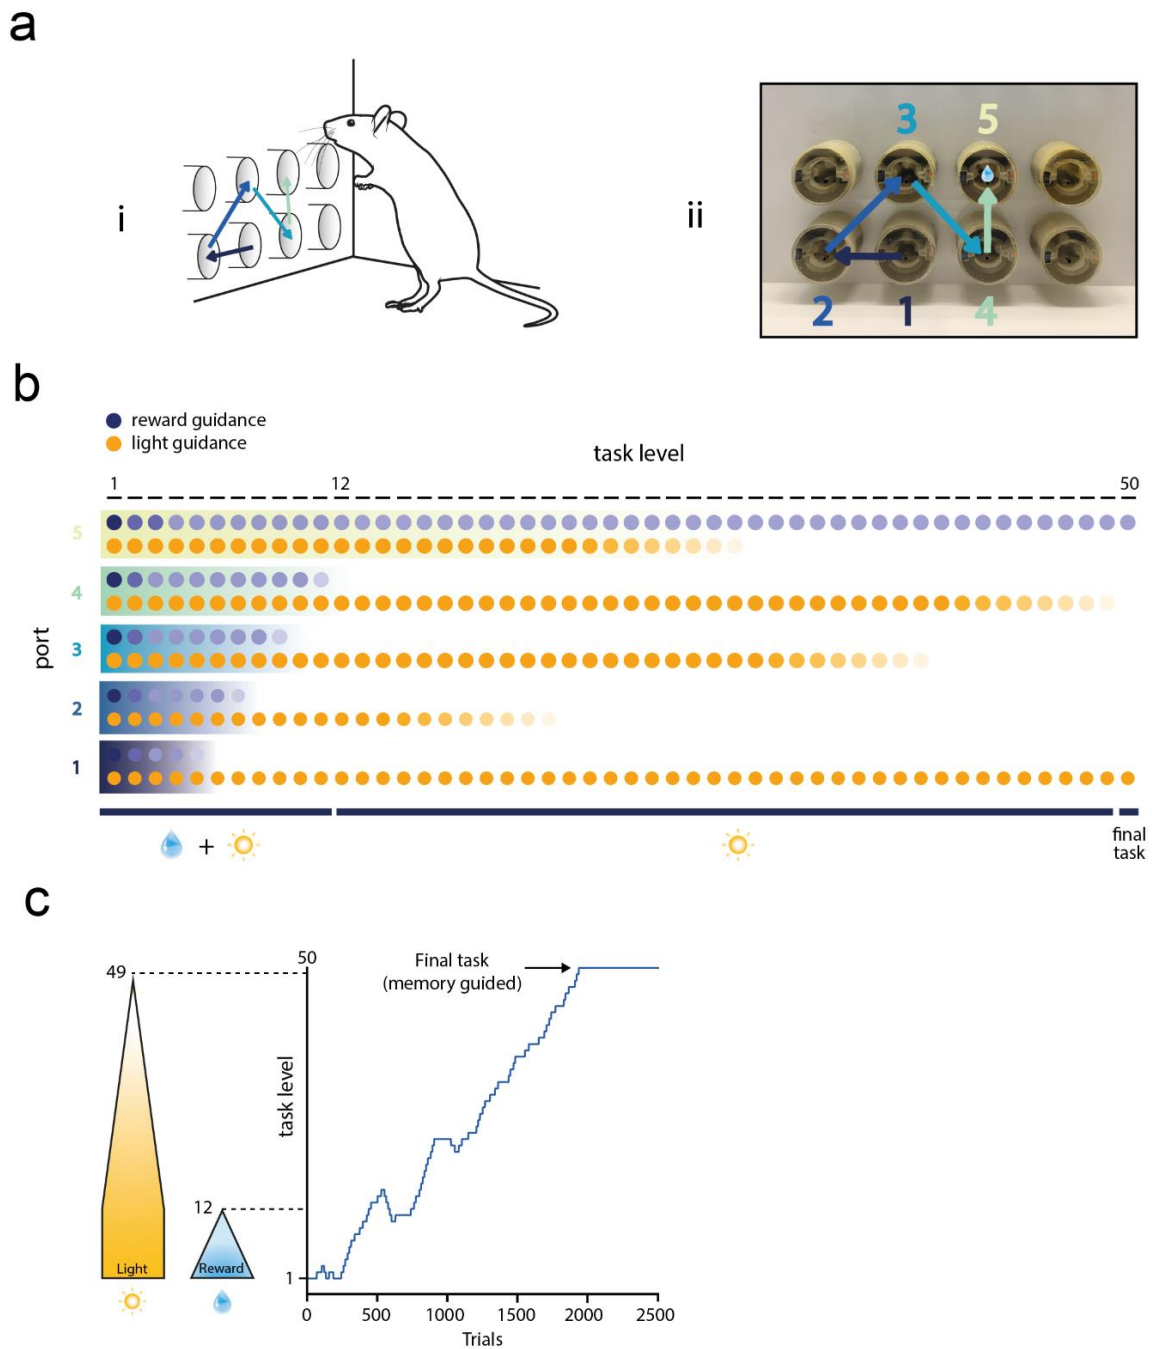 a
i
ii
3 5
2 1 4
b
reward guidance
light guidance
task level
1 12 50
5
4
port
3
2
1
+
final
task
c
49
50
Final task
(memory guided)
task level
12
Light
Reward
1
0 500 1000 1500 2000 2500
Trials